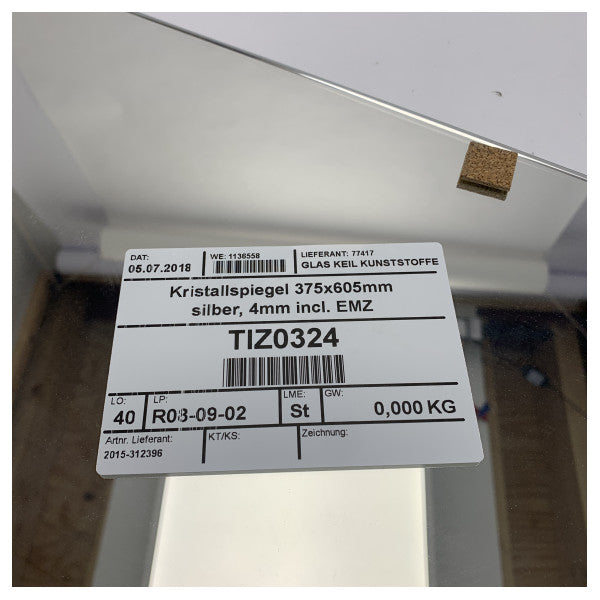 DAT: WE: 1136558 LIEFERANT: 77417
05.07.2018 GLAS KEIL KUNSTSTOFFE
Kristallspiegel 375x605mm
silber, 4mm incl. EMZ
TIZ0324
LO: LP: LME: GW:
40 R08-09-02 St 0,000 KG
Artnr. Lieferant: KT/KS: Zeichnung:
2015-312396